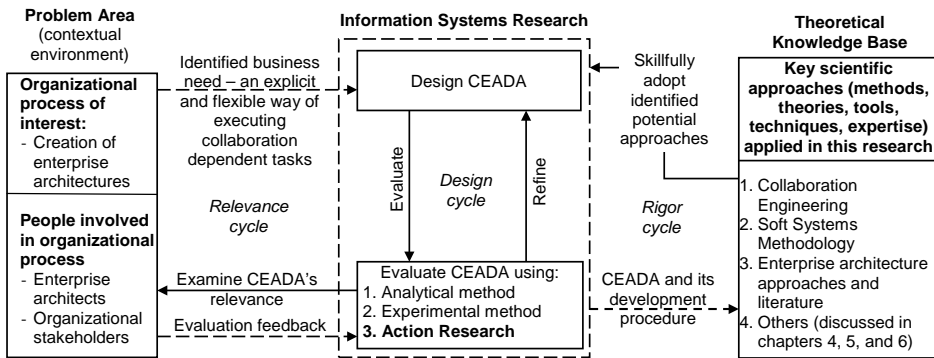 Problem Area
(contextual
environment)
Organizational
process of
interest:
- Creation of
enterprise
architectures
People involved
in organizational
process
- Enterprise
architects
- Organizational
stakeholders
Identified business
need – an explicit
and flexible way of
executing
collaboration
dependent tasks
Relevance
cycle
Examine CEADA's
relevance
Evaluation feedback
Information Systems Research
Design CEADA
Evaluate
Design
cycle
Refine
Evaluate CEADA using:
1. Analytical method
2. Experimental method
3. Action Research
Skillfully
adopt
identified
potential
approaches
Rigor
cycle
CEADA and its
development
procedure
Theoretical
Knowledge Base
Key scientific
approaches (methods,
theories, tools,
techniques, expertise)
applied in this research
1. Collaboration
Engineering
2. Soft Systems
Methodology
3. Enterprise architecture
approaches and
literature
4. Others (discussed in
chapters 4, 5, and 6)